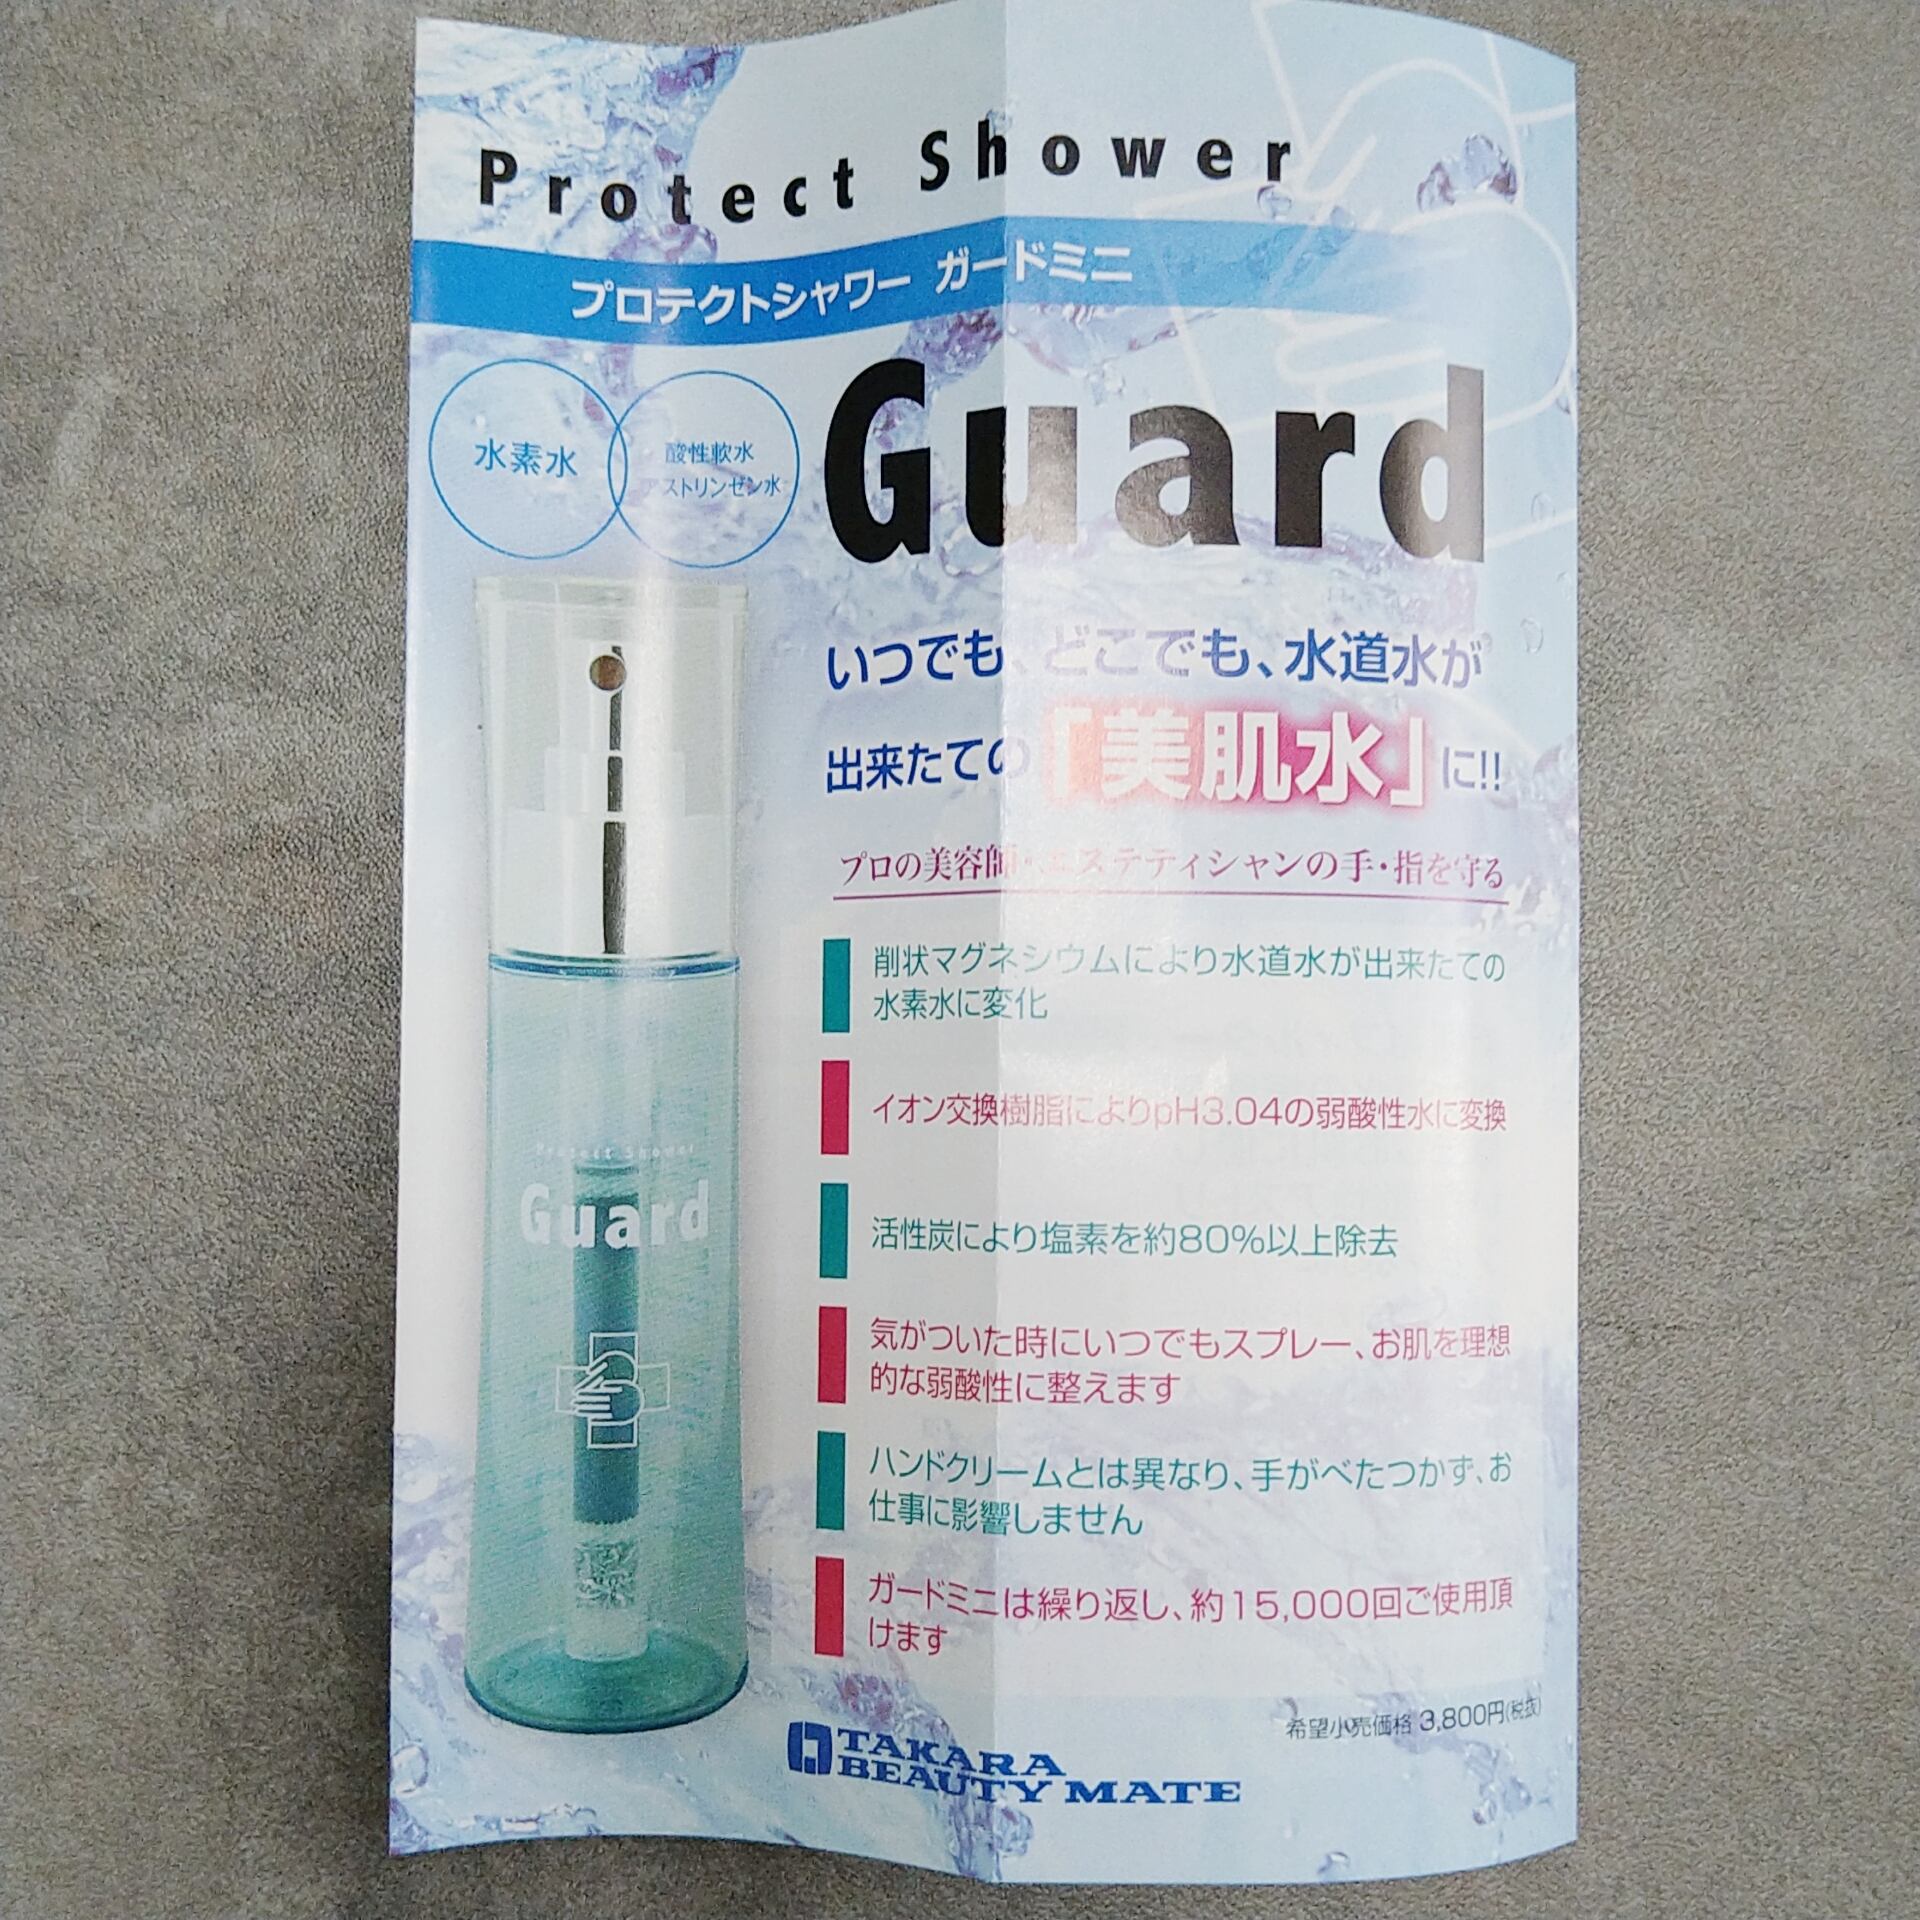 Protect Shower
プロテクトシャワー ガードミニ
水素水
酸性軟水
アストリンゼン水
Guard
いつでも、どこでも、水道水が
出来たての「美肌水」に!!
プロの美容師・エステティシャンの手・指を守る
削状マグネシウムにより水道水が出来たての
水素水に変化
イオン交換樹脂によりpH3.04の弱酸性水に変換
活性炭により塩素を約80%以上除去
気がついた時にいつでもスプレー、お肌を理想
的な弱酸性に整えます
ハンドクリームとは異なり、手がべたつかず、お
仕事に影響しません
ガードミニは繰り返し、約15,000回ご使用頂
けます
Protect Shower
Guard
希望小売価格 3,800円(税抜)
TAKARA
BEAUTY MATE